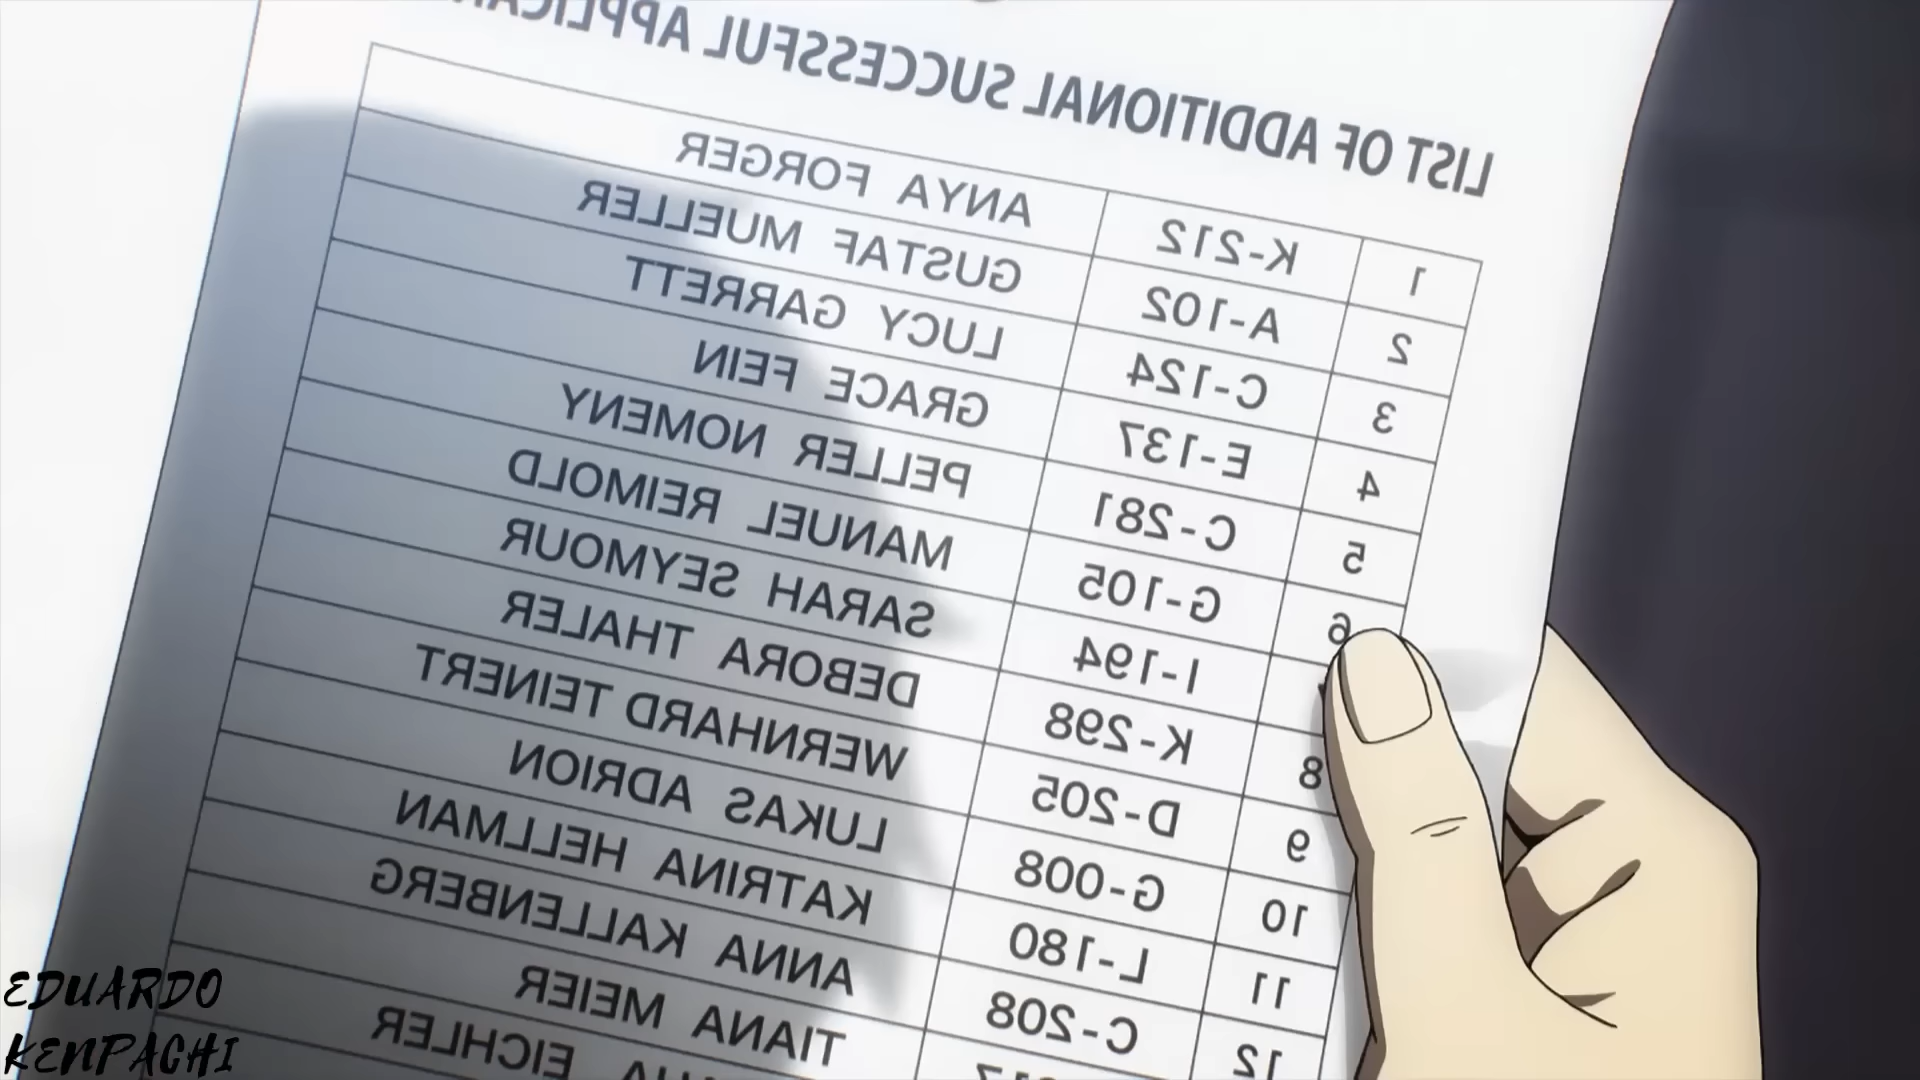 LIST OF ADDITIONAL SUCCESSFUL
1 K-212 ANYA FORGER
2 A-102 GUSTAF MUELLER
3 C-124 LUCY GARRETT
4 E-137 GRACE FEIN
5 C-281 PELLER NOMENY
6 G-105 MANUEL REIMOLD
I-194 SARAH SEYMOUR
8 K-298 DEBORA THALER
9 D-205 WERNHARD TEINERT
10 G-008 LUKAS ADRION
11 L-180 KATRINA HELLMAN
12 C-208 ANNA KALLENBERG
TIANA MEIER
EICHLER
EDUARDO
KENPACHI